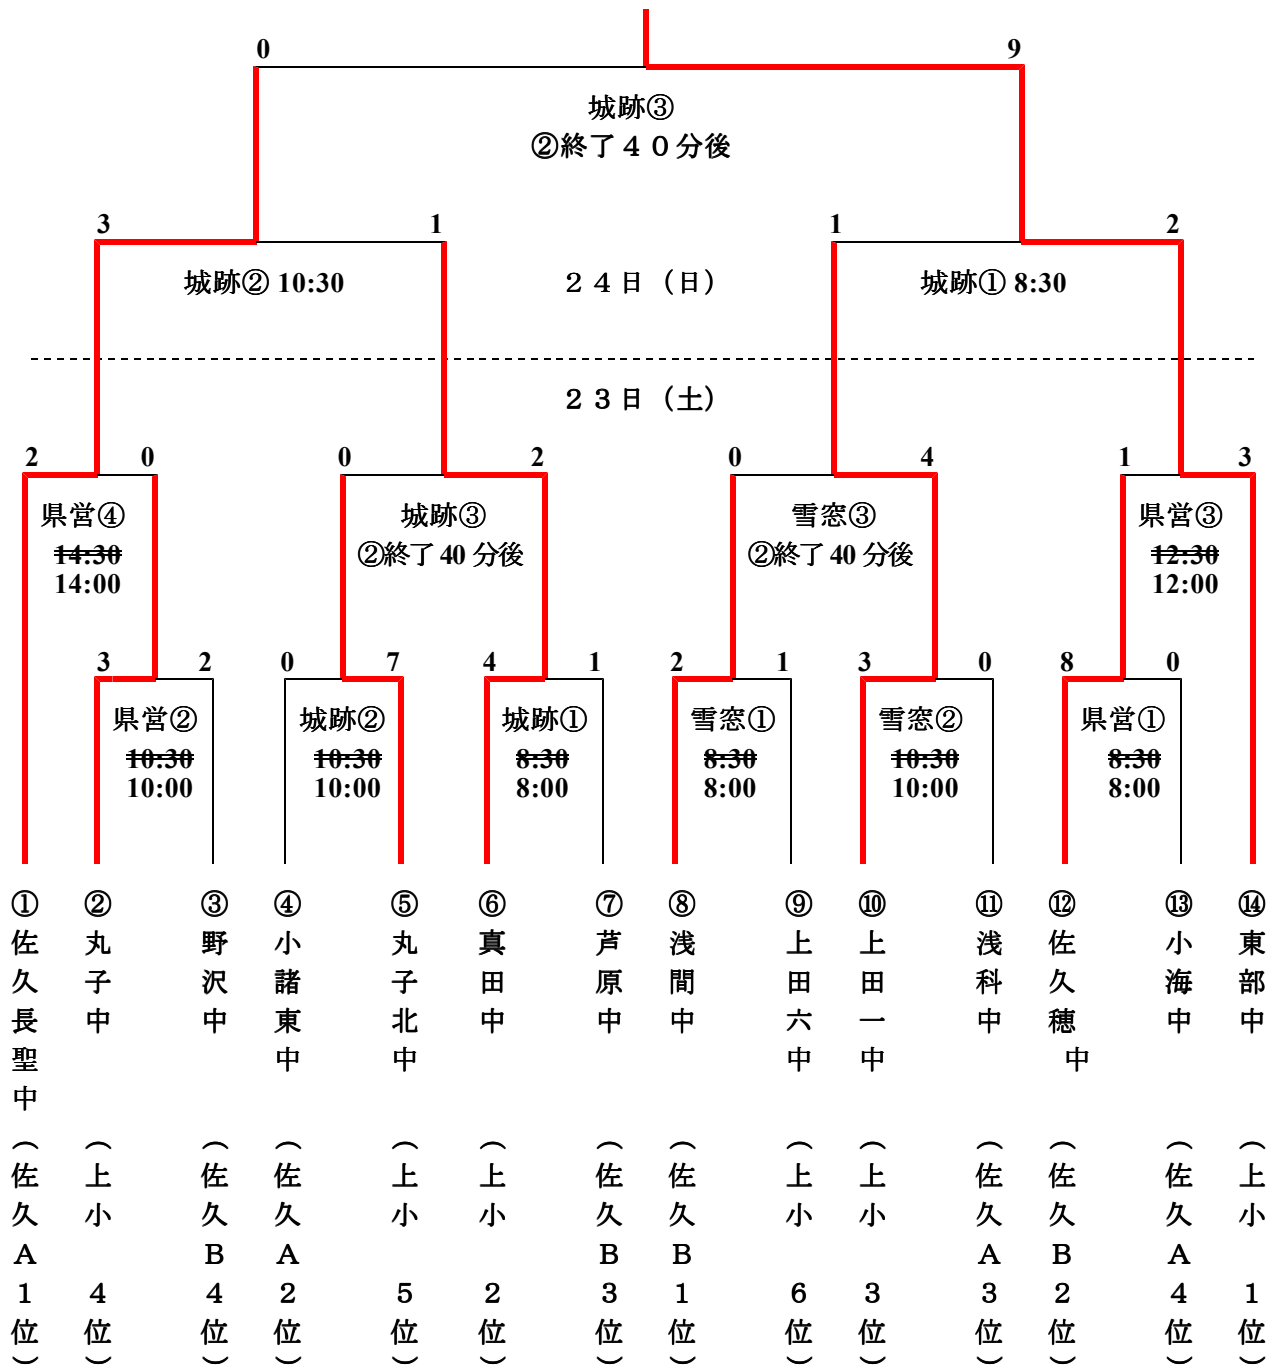 0 9
城跡③
②終了４０分後
3 1 1 2
城跡② 10:30 ２４日（日） 城跡① 8:30
２３日（土）
2 0 0 2 0 4 1 3
県営④ 城跡③ 雪窓③ 県営③
14:30 ②終了 40 分後 ②終了 40 分後 12:30
14:00 12:00
3 2 0 7 4 1 2 1 3 0 8 0
県営② 城跡② 城跡① 雪窓① 雪窓② 県営①
10:30 10:30 8:30 8:30 10:30 8:30
10:00 10:00 8:00 8:00 10:00 8:00
①佐久長聖中（佐久Ａ１位）
②丸子中（上小４位）
③野沢中（佐久Ｂ４位）
④小諸東中（佐久Ａ２位）
⑤丸子北中（上小５位）
⑥真田中（上小２位）
⑦芦原中（佐久Ｂ３位）
⑧浅間中（佐久Ｂ１位）
⑨上田六中（上小６位）
⑩上田一中（上小３位）
⑪浅科中（佐久Ａ３位）
⑫佐久穂中（佐久Ｂ２位）
⑬小海中（佐久Ａ４位）
⑭東部中（上小１位）